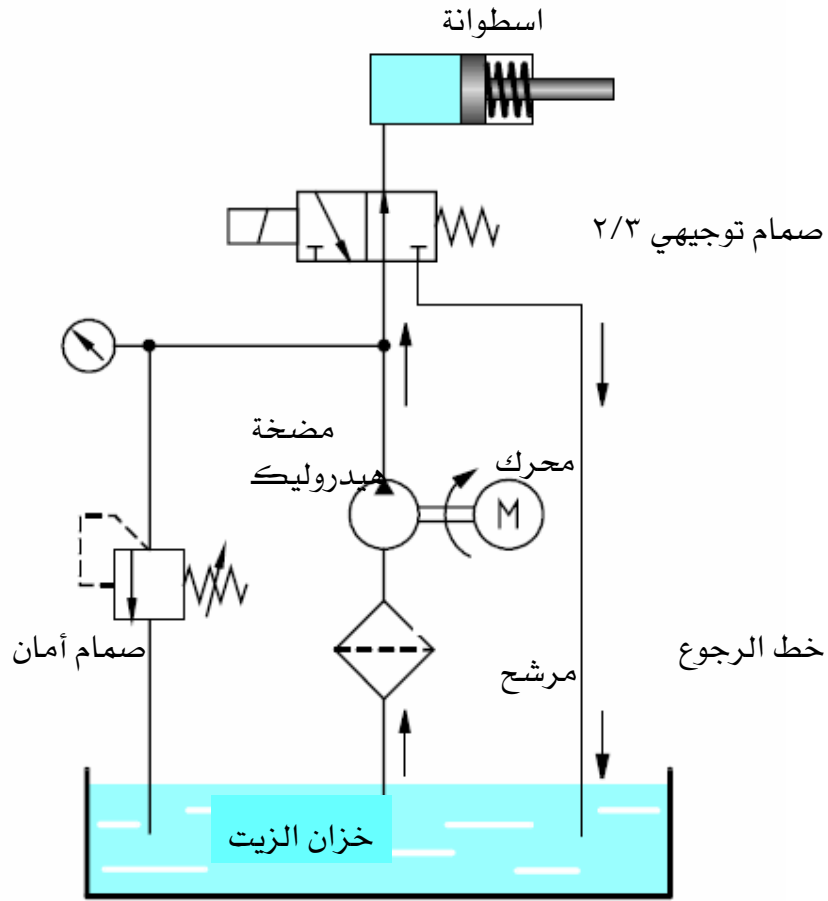 اسطوانة
صمام توجيهي ٢/٣
مضخة
هيدروليك
محرك
M
صمام أمان
مرشح
خط الرجوع
خزان الزيت